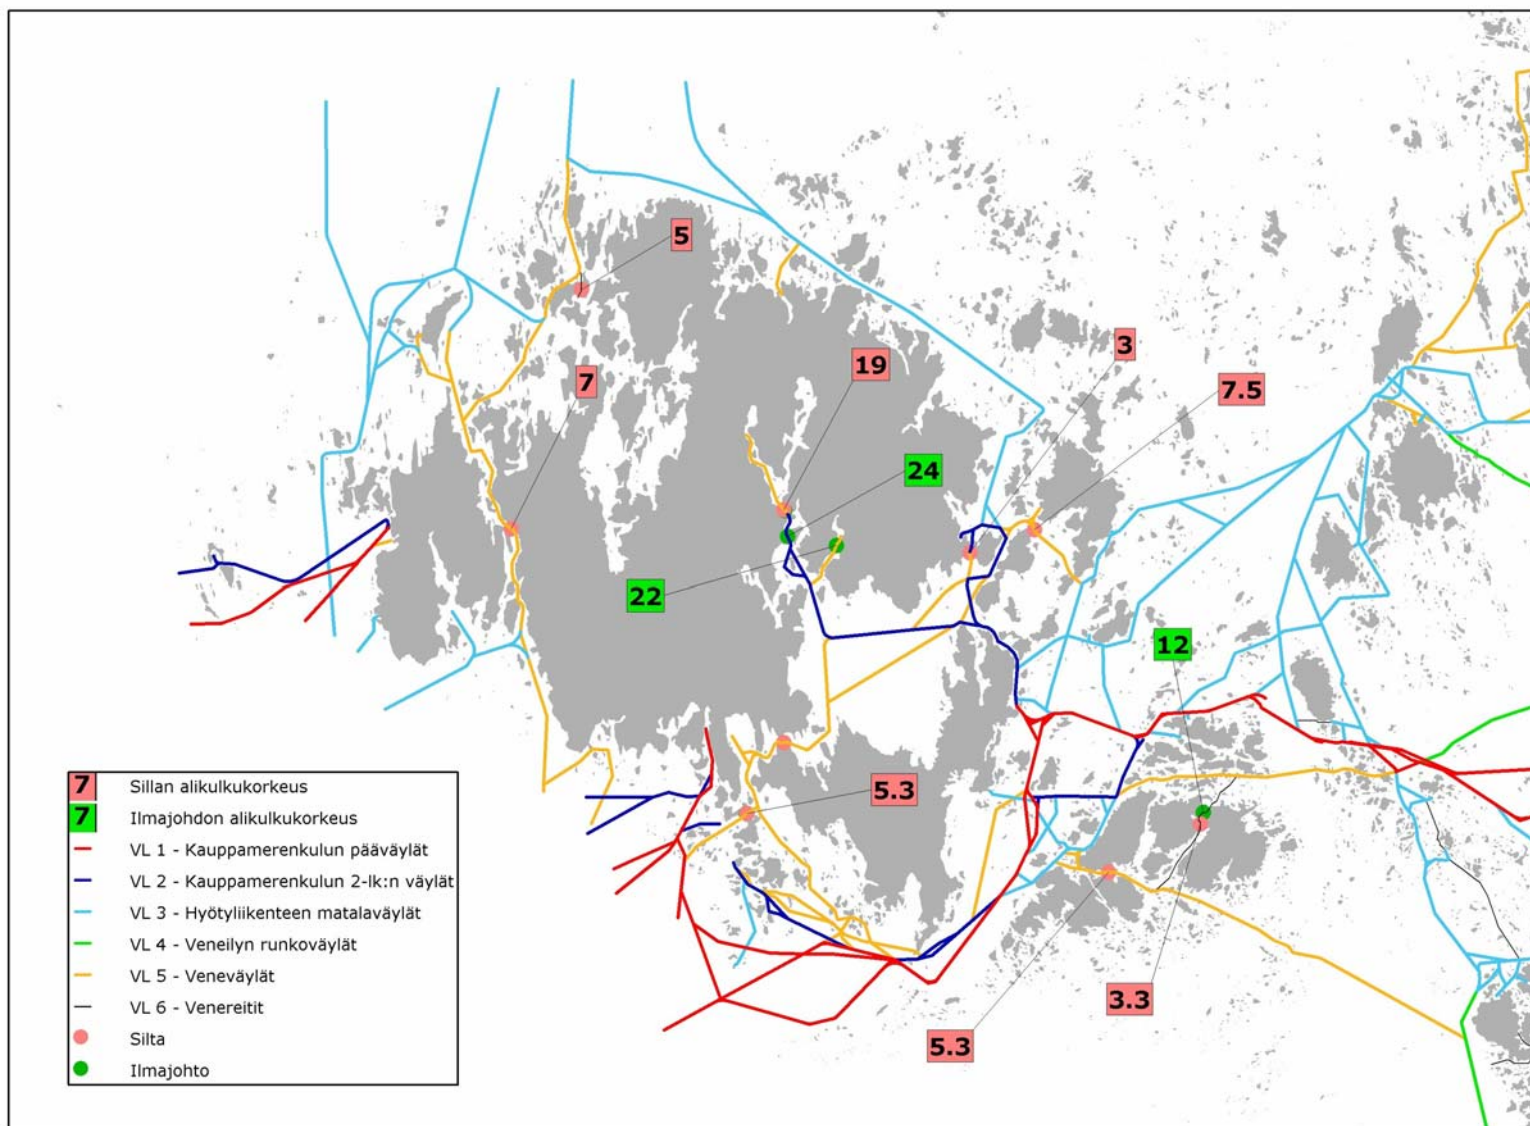 5
3
19
7
7.5
24
22
12
5.3
3.3
5.3
7 Sillan alikulkukorkeus
7 Ilmajohdon alikulkukorkeus
VL 1 - Kauppamerenkulun pääväylät
VL 2 - Kauppamerenkulun 2-lk:n väylät
VL 3 - Hyötyliikenteen matalaväylät
VL 4 - Veneilyn runkoväylät
VL 5 - Veneväylät
VL 6 - Venereitit
Silta
Ilmajohto